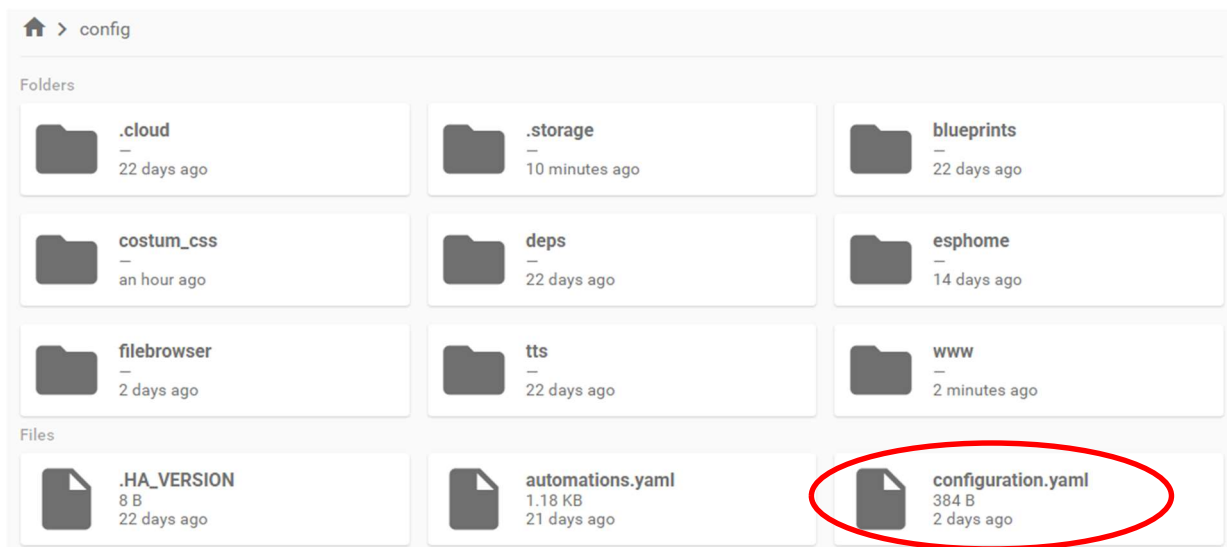 config
Folders
.cloud
–
22 days ago
.storage
–
10 minutes ago
blueprints
–
22 days ago
costum_css
–
an hour ago
deps
–
22 days ago
esphome
–
14 days ago
filebrowser
–
2 days ago
tts
–
22 days ago
www
–
2 minutes ago
Files
.HA_VERSION
8 B
22 days ago
automations.yaml
1.18 KB
21 days ago
configuration.yaml
384 B
2 days ago